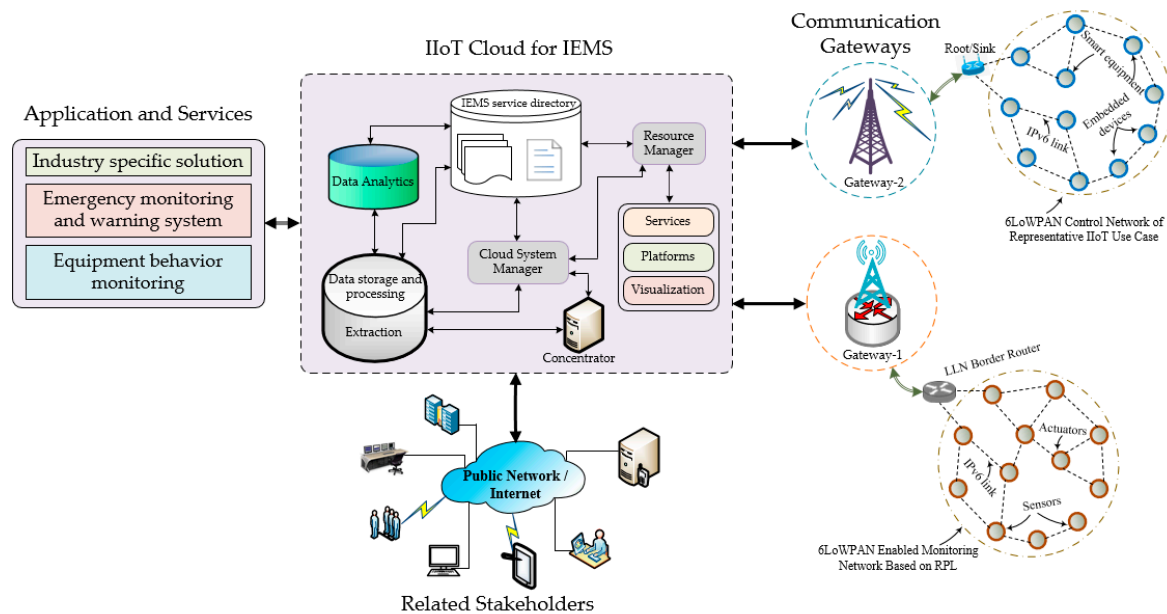 Application and Services
Industry specific solution
Emergency monitoring
and warning system
Equipment behavior
monitoring
IIoT Cloud for IEMS
IEMS service directory
Data Analytics
Resource
Manager
Services
Platforms
Visualization
Cloud System
Manager
Data storage and
processing
Extraction
Concentrator
Communication
Gateways
Gateway-2
Root/Sink
Smart equipment
Embedded
devices
IPv6 link
6LoWPAN Control Network of
Representative IIoT Use Case
Gateway-1
LLN Border Router
Actuators
IPv6 link
Sensors
6LoWPAN Enabled Monitoring
Network Based on RPL
Public Network /
Internet
Related Stakeholders